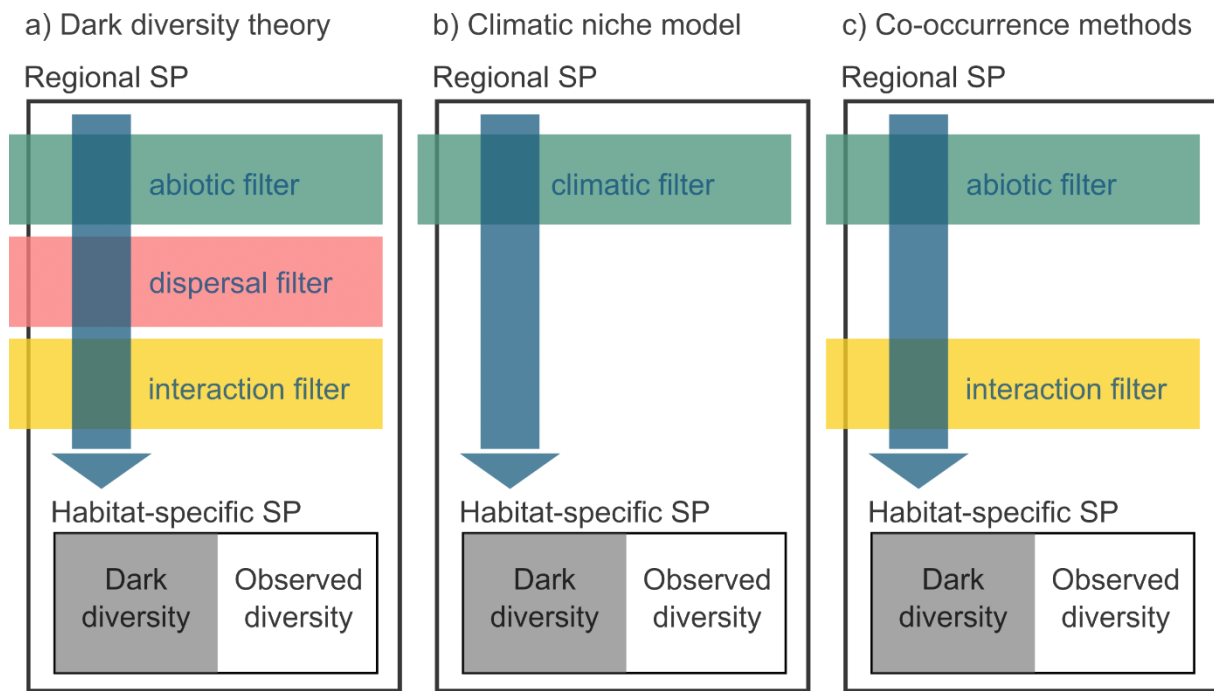 a) Dark diversity theory
Regional SP
abiotic filter
dispersal filter
interaction filter
Habitat-specific SP
Dark
diversity
Observed
diversity
b) Climatic niche model
Regional SP
climatic filter
Habitat-specific SP
Dark
diversity
Observed
diversity
c) Co-occurrence methods
Regional SP
abiotic filter
interaction filter
Habitat-specific SP
Dark
diversity
Observed
diversity